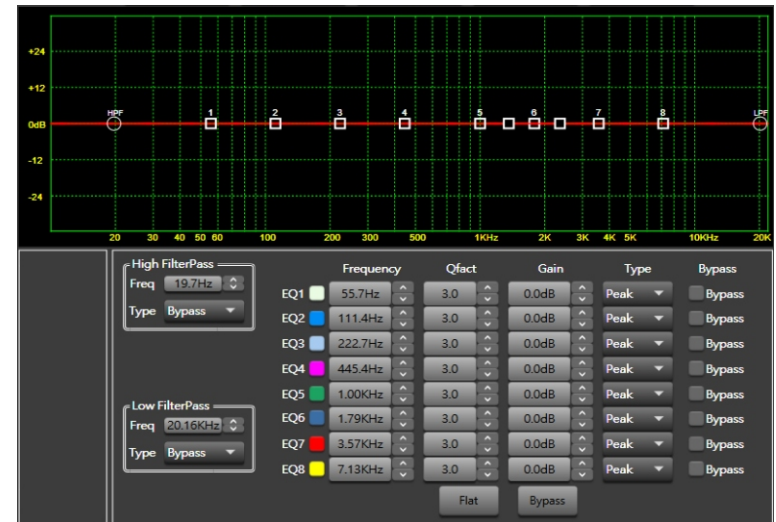 +24
+12
0dB
-12
-24
HPF 1 2 3 4 5 6 7 8 LPF
20 30 40 50 60 100 200 300 500 1KHz 2K 3K 4K 5K 10KHz 20K
High FilterPass
Freq 19.7Hz
Type Bypass
Low FilterPass
Freq 20.16KHz
Type Bypass
Frequency Qfact Gain Type Bypass
EQ1 55.7Hz 3.0 0.0dB Peak Bypass
EQ2 111.4Hz 3.0 0.0dB Peak Bypass
EQ3 222.7Hz 3.0 0.0dB Peak Bypass
EQ4 445.4Hz 3.0 0.0dB Peak Bypass
EQ5 1.00KHz 3.0 0.0dB Peak Bypass
EQ6 1.79KHz 3.0 0.0dB Peak Bypass
EQ7 3.57KHz 3.0 0.0dB Peak Bypass
EQ8 7.13KHz 3.0 0.0dB Peak Bypass
Flat Bypass